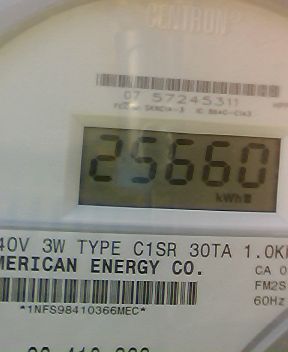 CENTRON®
07 57245311
25660
kWh
40V 3W TYPE C1SR 30TA 1.0K
MERICAN ENERGY CO.
CA 0
FM2S
60Hz
*1NFS98410366MEC*